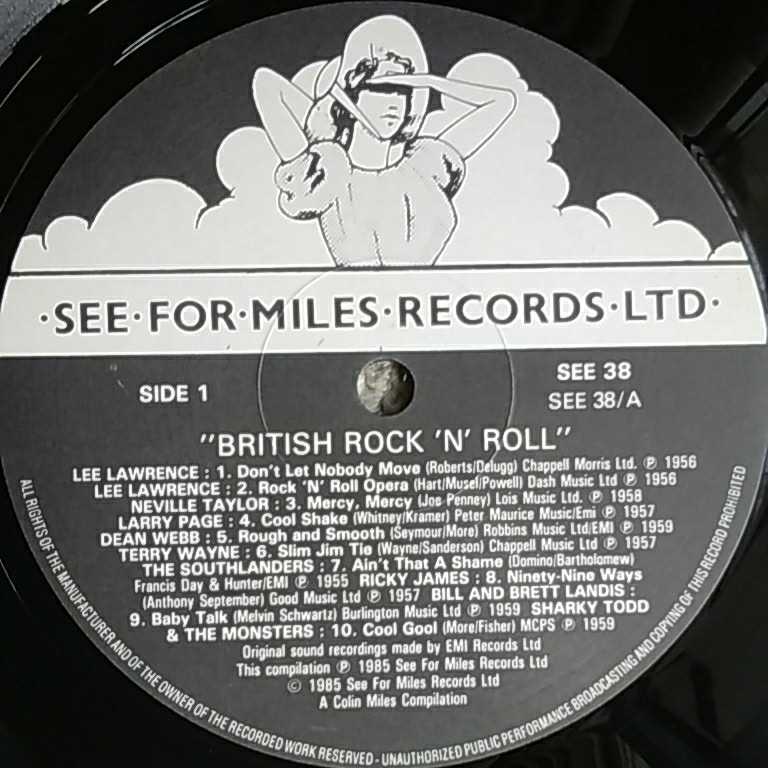 ·SEE·FOR·MILES·RECORDS·LTD·
SIDE 1
SEE 38
SEE 38/A
"BRITISH ROCK 'N' ROLL"
LEE LAWRENCE : 1. Don't Let Nobody Move (Roberts/Delugg) Chappell Morris Ltd. ℗ 1956
LEE LAWRENCE : 2. Rock 'N' Roll Opera (Hart/Musel/Powell) Dash Music Ltd ℗ 1956
NEVILLE TAYLOR : 3. Mercy, Mercy (Joe Penney) Lois Music Ltd. ℗ 1958
LARRY PAGE : 4. Cool Shake (Whitney/Kramer) Peter Maurice Music/Emi ℗ 1957
DEAN WEBB : 5. Rough and Smooth (Seymour/More) Robbins Music Ltd/EMI ℗ 1959
TERRY WAYNE : 6. Slim Jim Tie (Wayne/Sanderson) Chappell Music Ltd ℗ 1957
THE SOUTHLANDERS : 7. Ain't That A Shame (Domino/Bartholomew)
Francis Day & Hunter/EMI ℗ 1955 RICKY JAMES : 8. Ninety-Nine Ways
(Anthony September) Good Music Ltd ℗ 1957 BILL AND BRETT LANDIS :
9. Baby Talk (Melvin Schwartz) Burlington Music Ltd ℗ 1959 SHARKY TODD
& THE MONSTERS : 10. Cool Gool (More/Fisher) MCPS ℗ 1959
Original sound recordings made by EMI Records Ltd
This compilation ℗ 1985 See For Miles Records Ltd
© 1985 See For Miles Records Ltd
A Colin Miles Compilation
ALL RIGHTS OF THE MANUFACTURER AND OF THE OWNER OF THE RECORDED WORK RESERVED - UNAUTHORIZED PUBLIC PERFORMANCE BROADCASTING AND COPYING OF THIS RECORD PROHIBITED